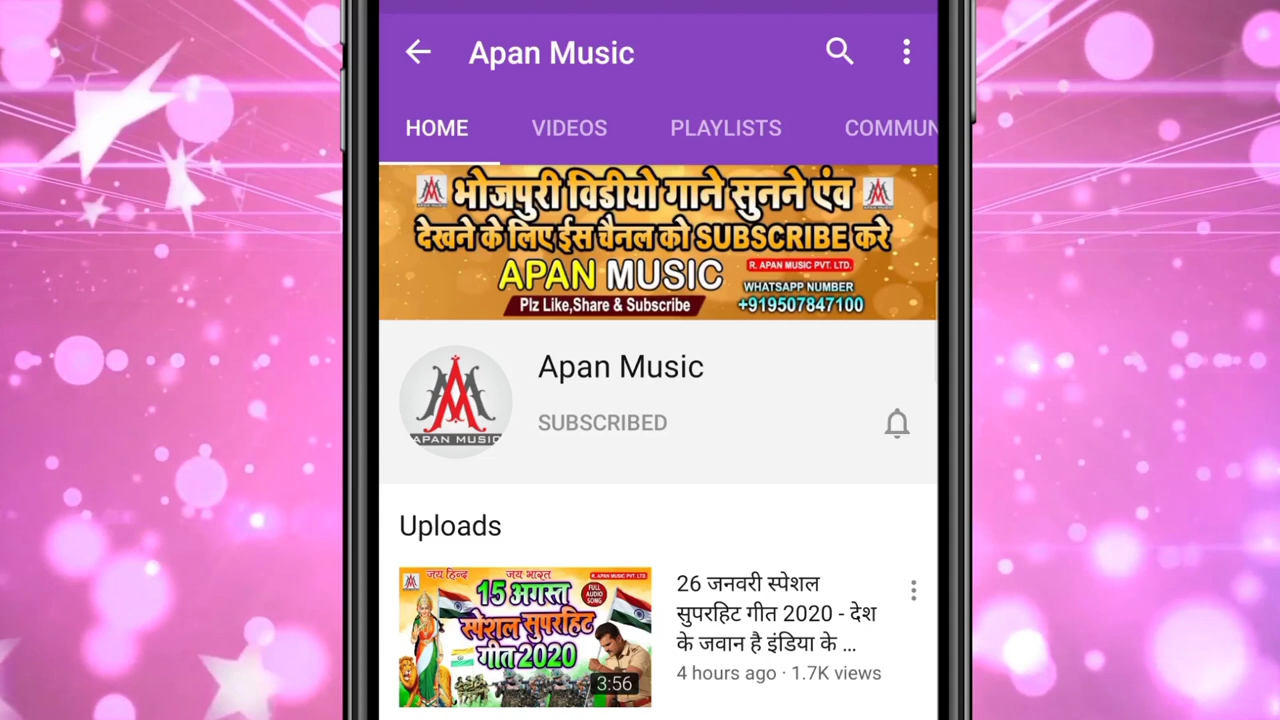 Apan Music
HOME VIDEOS PLAYLISTS COMMUN
भोजपुरी विडीयो गाने सुनने एंव
देखने के लिए ईस चैनल को SUBSCRIBE करे
APAN MUSIC
R. APAN MUSIC PVT. LTD.
WHATSAPP NUMBER
+919507847100
Plz Like,Share & Subscribe
Apan Music
SUBSCRIBED
APAN MUSIC
Uploads
जय हिन्द जय भारत
R. APAN MUSIC PVT. LTD
15 अगस्त
FULL
AUDIO
SONG
स्पेशल सुपरहिट
गीत 2020
3:56
26 जनवरी स्पेशल
सुपरहिट गीत 2020 - देश
के जवान है इंडिया के ...
4 hours ago · 1.7K views